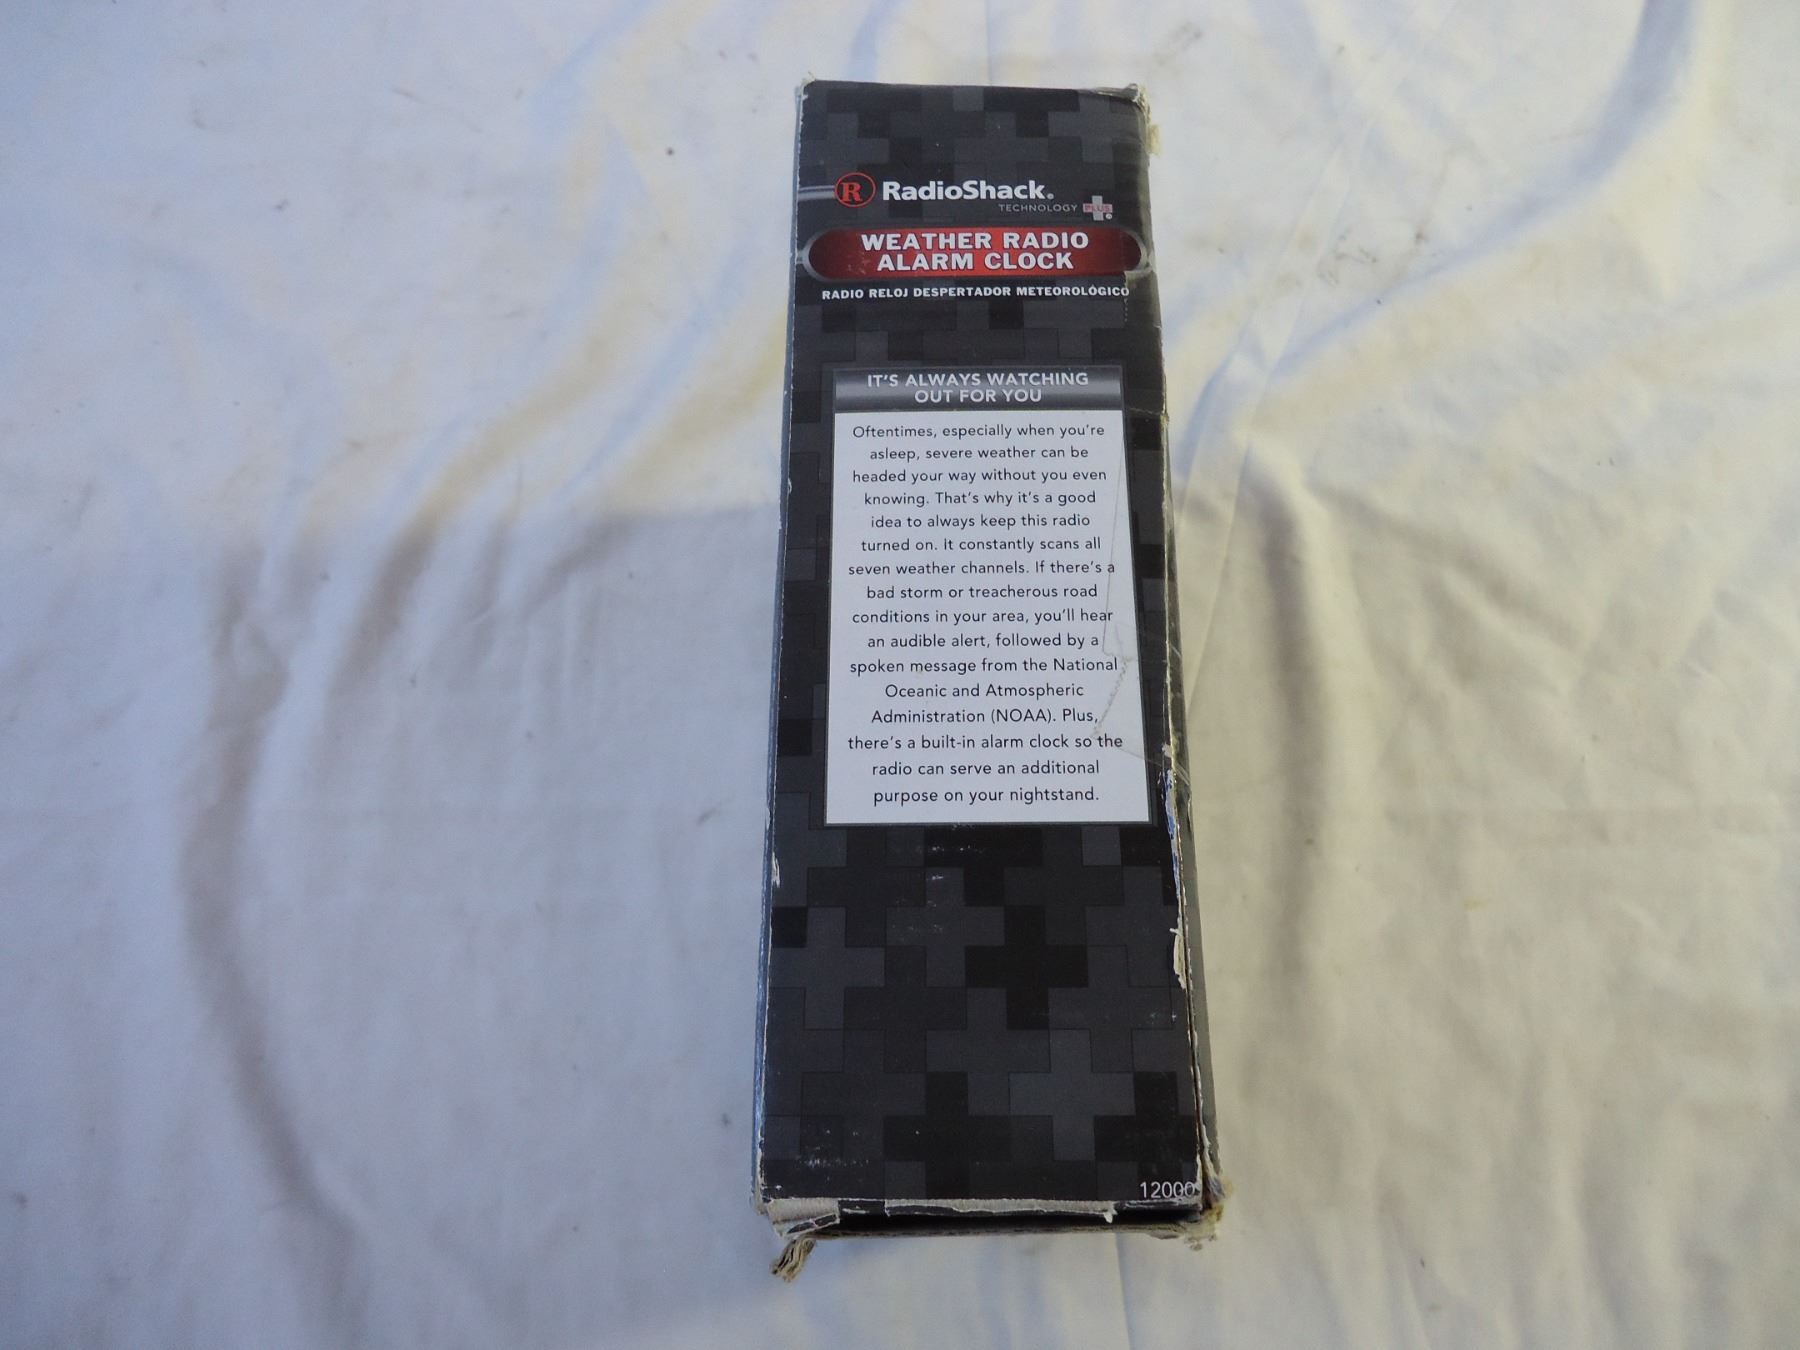 R RadioShack.
TECHNOLOGY PLUS
WEATHER RADIO
ALARM CLOCK
RADIO RELOJ DESPERTADOR METEOROLÓGICO
IT'S ALWAYS WATCHING
OUT FOR YOU
Oftentimes, especially when you're
asleep, severe weather can be
headed your way without you even
knowing. That's why it's a good
idea to always keep this radio
turned on. It constantly scans all
seven weather channels. If there's a
bad storm or treacherous road
conditions in your area, you'll hear
an audible alert, followed by a
spoken message from the National
Oceanic and Atmospheric
Administration (NOAA). Plus,
there's a built-in alarm clock so the
radio can serve an additional
purpose on your nightstand.
12000